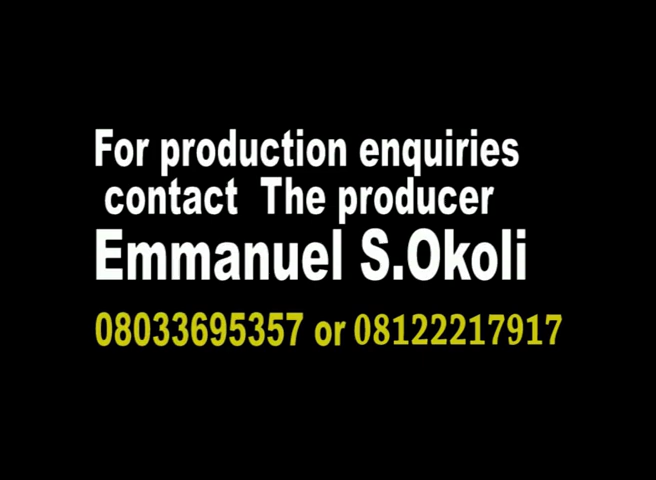 For production enquiries
contact The producer
Emmanuel S.Okoli
08033695357 or 08122217917